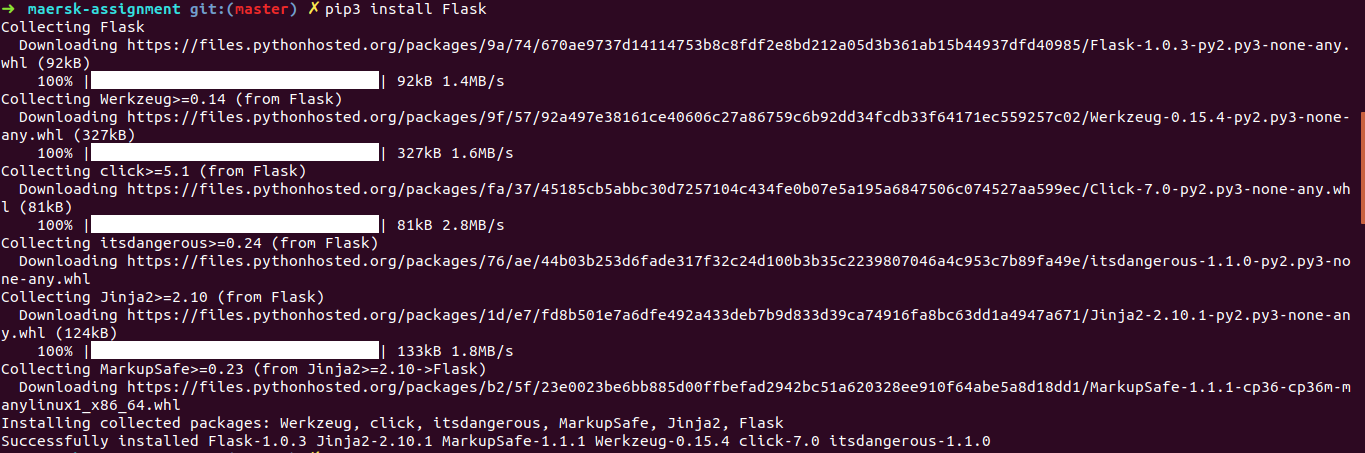 ➜  maersk-assignment git:(master) ✗ pip3 install Flask
Collecting Flask
  Downloading https://files.pythonhosted.org/packages/9a/74/670ae9737d14114753b8c8fdf2e8bd212a05d3b361ab15b44937dfd40985/Flask-1.0.3-py2.py3-none-any.
whl (92kB)
    100% |████████████████████████████████| 92kB 1.4MB/s
Collecting Werkzeug>=0.14 (from Flask)
  Downloading https://files.pythonhosted.org/packages/9f/57/92a497e38161ce40606c27a86759c6b92dd34fcdb33f64171ec559257c02/Werkzeug-0.15.4-py2.py3-none-
any.whl (327kB)
    100% |████████████████████████████████| 327kB 1.6MB/s
Collecting click>=5.1 (from Flask)
  Downloading https://files.pythonhosted.org/packages/fa/37/45185cb5abbc30d7257104c434fe0b07e5a195a6847506c074527aa599ec/Click-7.0-py2.py3-none-any.wh
l (81kB)
    100% |████████████████████████████████| 81kB 2.8MB/s
Collecting itsdangerous>=0.24 (from Flask)
  Downloading https://files.pythonhosted.org/packages/76/ae/44b03b253d6fade317f32c24d100b3b35c2239807046a4c953c7b89fa49e/itsdangerous-1.1.0-py2.py3-no
ne-any.whl
Collecting Jinja2>=2.10 (from Flask)
  Downloading https://files.pythonhosted.org/packages/1d/e7/fd8b501e7a6dfe492a433deb7b9d833d39ca74916fa8bc63dd1a4947a671/Jinja2-2.10.1-py2.py3-none-an
y.whl (124kB)
    100% |████████████████████████████████| 133kB 1.8MB/s
Collecting MarkupSafe>=0.23 (from Jinja2>=2.10->Flask)
  Downloading https://files.pythonhosted.org/packages/b2/5f/23e0023be6bb885d00ffbefad2942bc51a620328ee910f64abe5a8d18dd1/MarkupSafe-1.1.1-cp36-cp36m-m
anylinux1_x86_64.whl
Installing collected packages: Werkzeug, click, itsdangerous, MarkupSafe, Jinja2, Flask
Successfully installed Flask-1.0.3 Jinja2-2.10.1 MarkupSafe-1.1.1 Werkzeug-0.15.4 click-7.0 itsdangerous-1.1.0